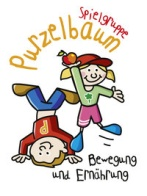 Spielgruppe
Purzelbaum
d
Bewegung
und Ernährung